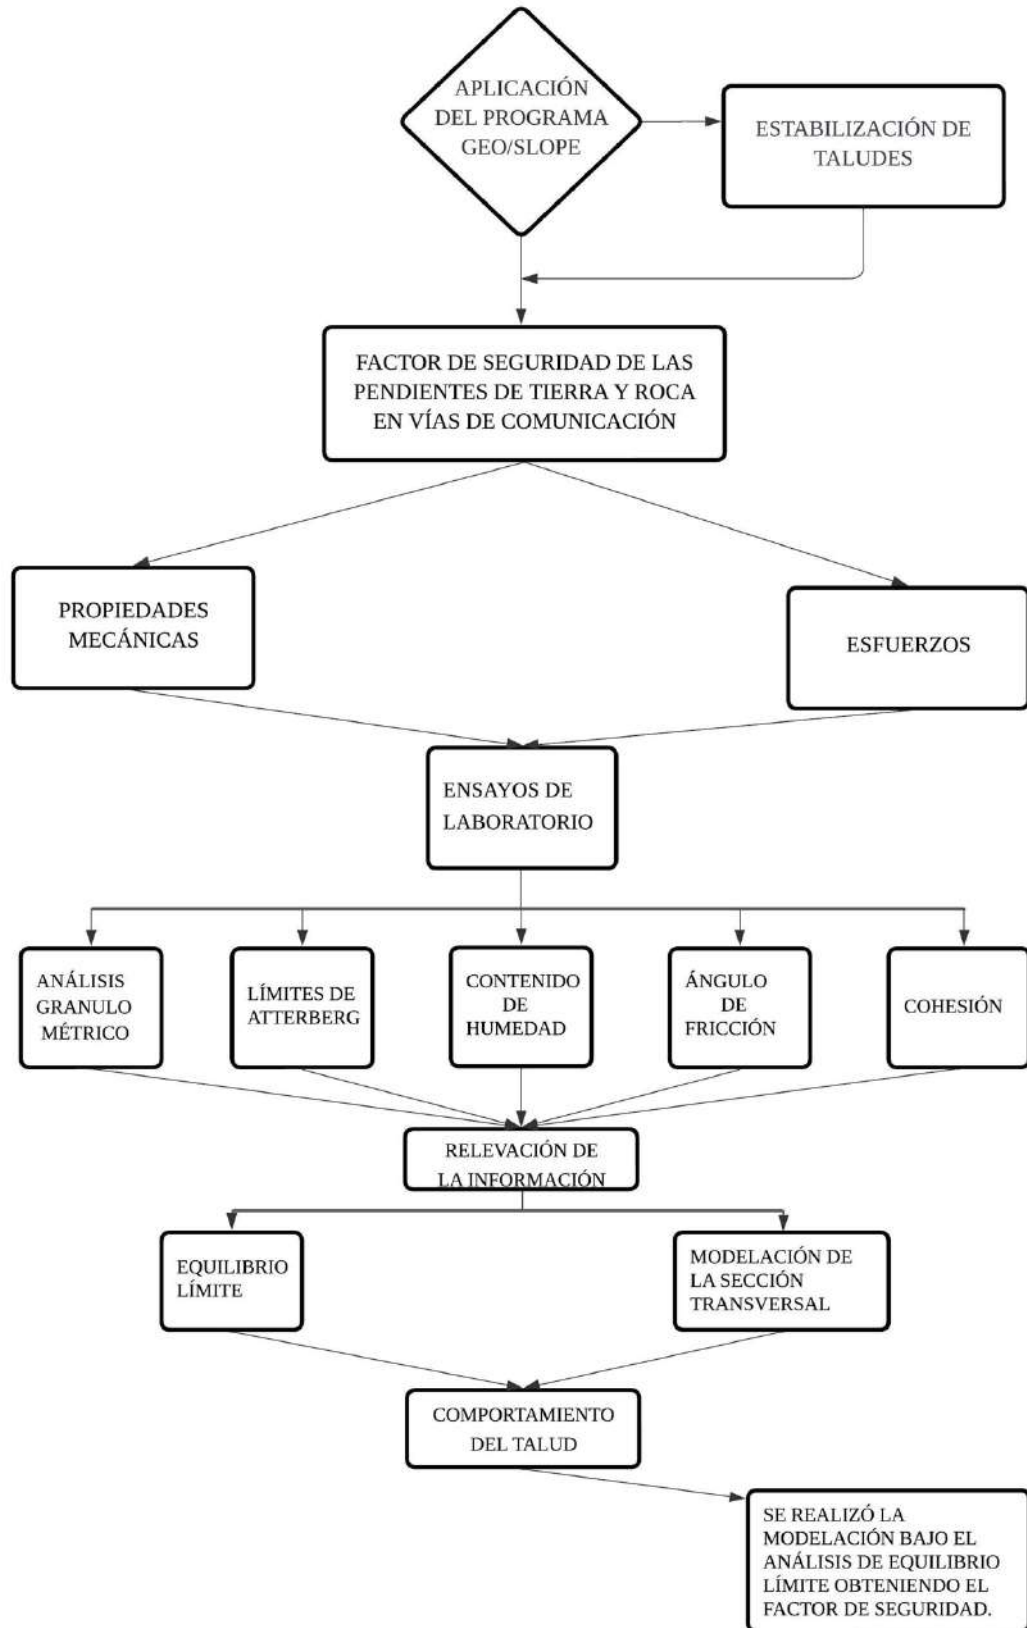 APLICACIÓN
DEL PROGRAMA
GEO/SLOPE
ESTABILIZACIÓN DE
TALUDES
FACTOR DE SEGURIDAD DE LAS
PENDIENTES DE TIERRA Y ROCA
EN VÍAS DE COMUNICACIÓN
PROPIEDADES
MECÁNICAS
ESFUERZOS
ENSAYOS DE
LABORATORIO
ANÁLISIS
GRANULO
MÉTRICO
LÍMITES DE
ATTERBERG
CONTENIDO
DE
HUMEDAD
ÁNGULO
DE
FRICCIÓN
COHESIÓN
RELEVACIÓN DE
LA INFORMACIÓN
EQUILIBRIO
LÍMITE
MODELACIÓN DE
LA SECCIÓN
TRANSVERSAL
COMPORTAMIENTO
DEL TALUD
SE REALIZÓ LA
MODELACIÓN BAJO EL
ANÁLISIS DE EQUILIBRIO
LÍMITE OBTENIENDO EL
FACTOR DE SEGURIDAD.